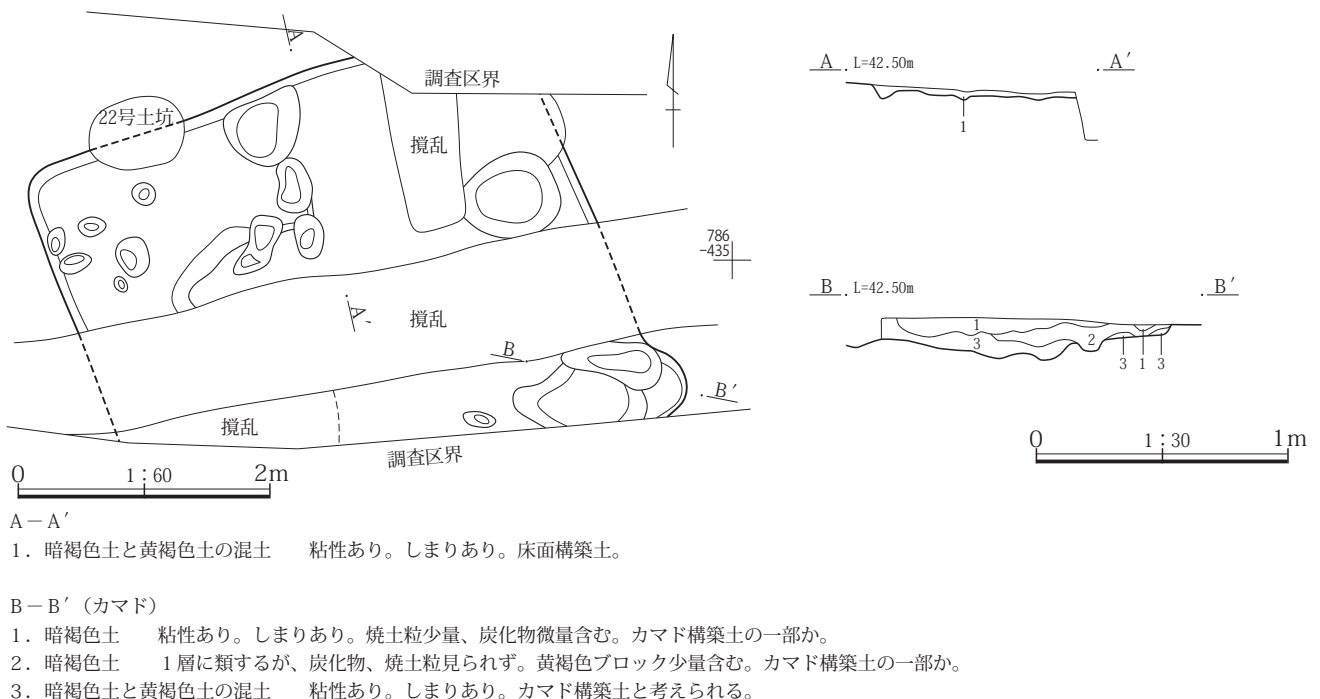 A
調査区界
22号土坑
撹乱
786
-435
A′
撹乱
B
B′
撹乱
調査区界
0 1：60 2m
A L=42.50m A′
1
B L=42.50m B′
1
3
2
3 1 3
0 1：30 1m
A－A′
1．暗褐色土と黄褐色土の混土　粘性あり。しまりあり。床面構築土。
B－B′（カマド）
1．暗褐色土　粘性あり。しまりあり。焼土粒少量、炭化物微量含む。カマド構築土の一部か。
2．暗褐色土　1層に類するが、炭化物、焼土粒見られず。黄褐色ブロック少量含む。カマド構築土の一部か。
3．暗褐色土と黄褐色土の混土　粘性あり。しまりあり。カマド構築土と考えられる。